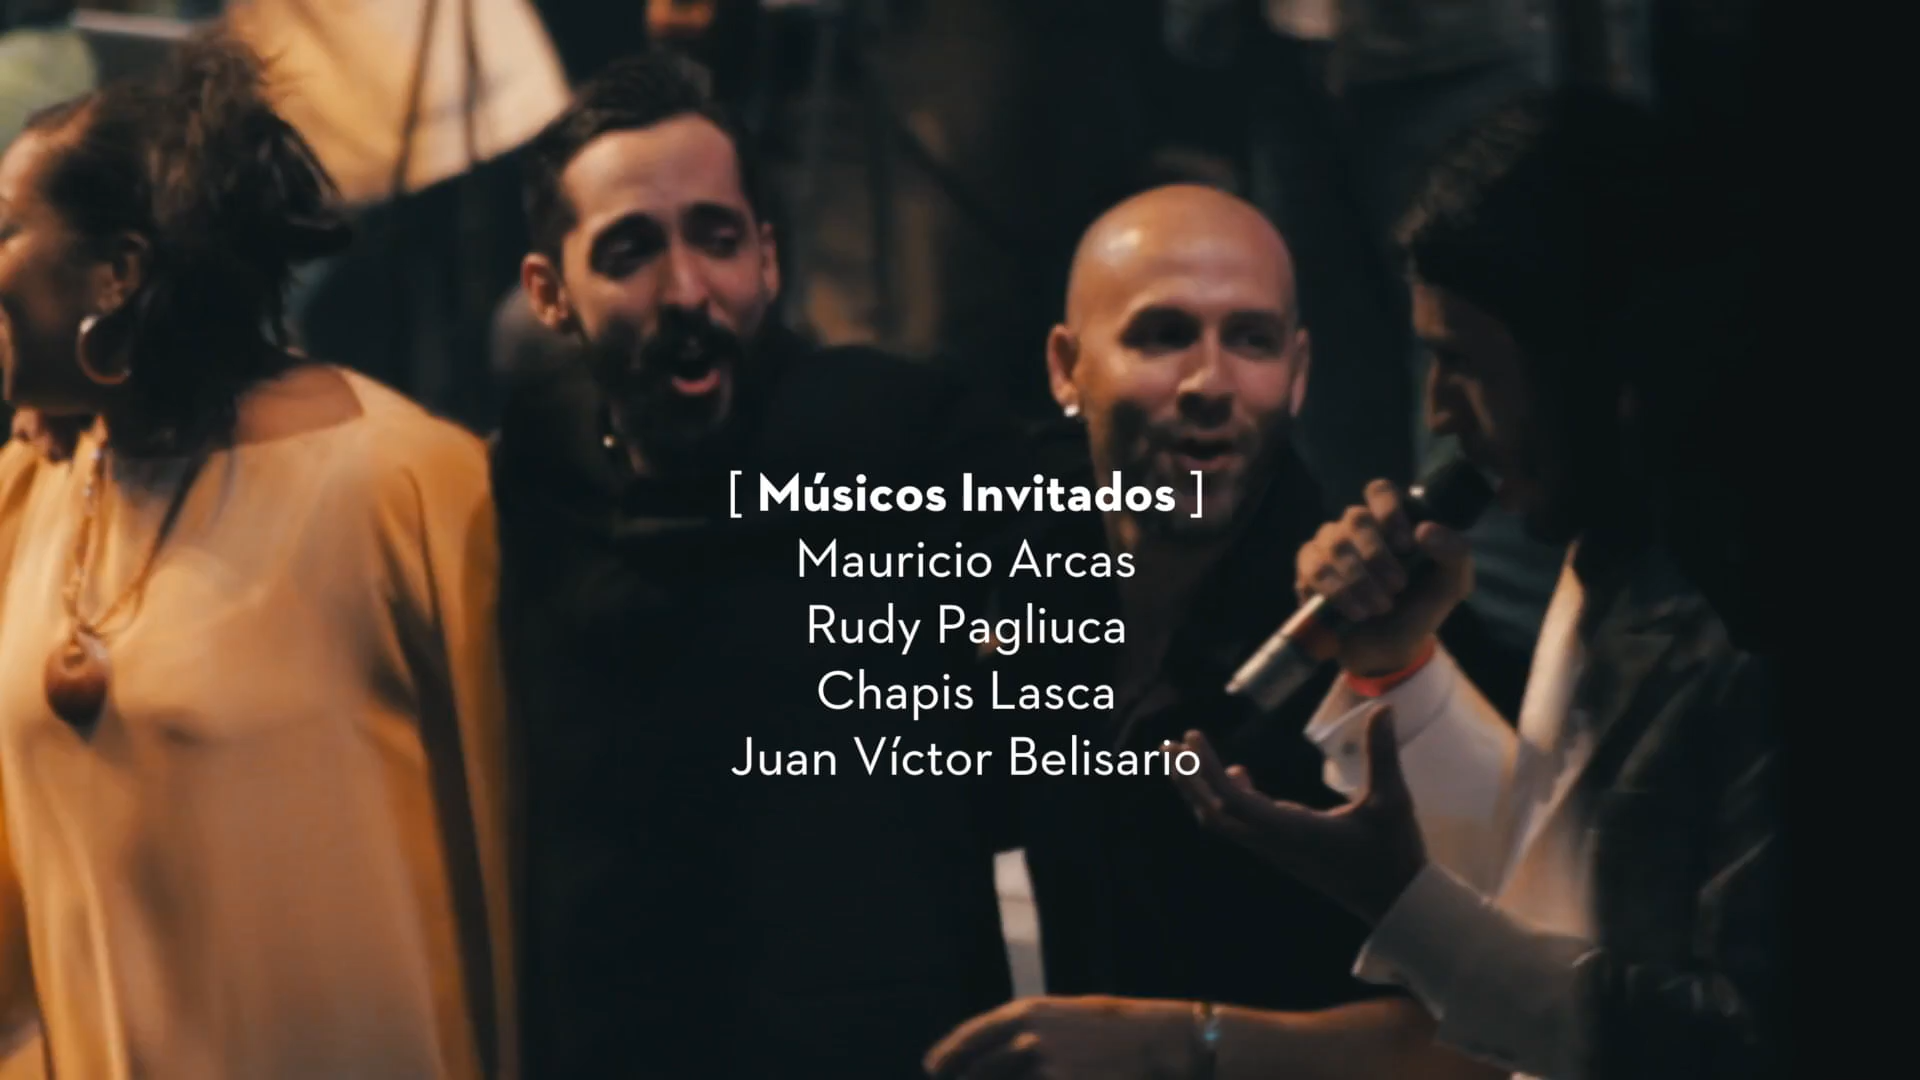 [ Músicos Invitados ]
Mauricio Arcas
Rudy Pagliuca
Chapis Lasca
Juan Víctor Belisario